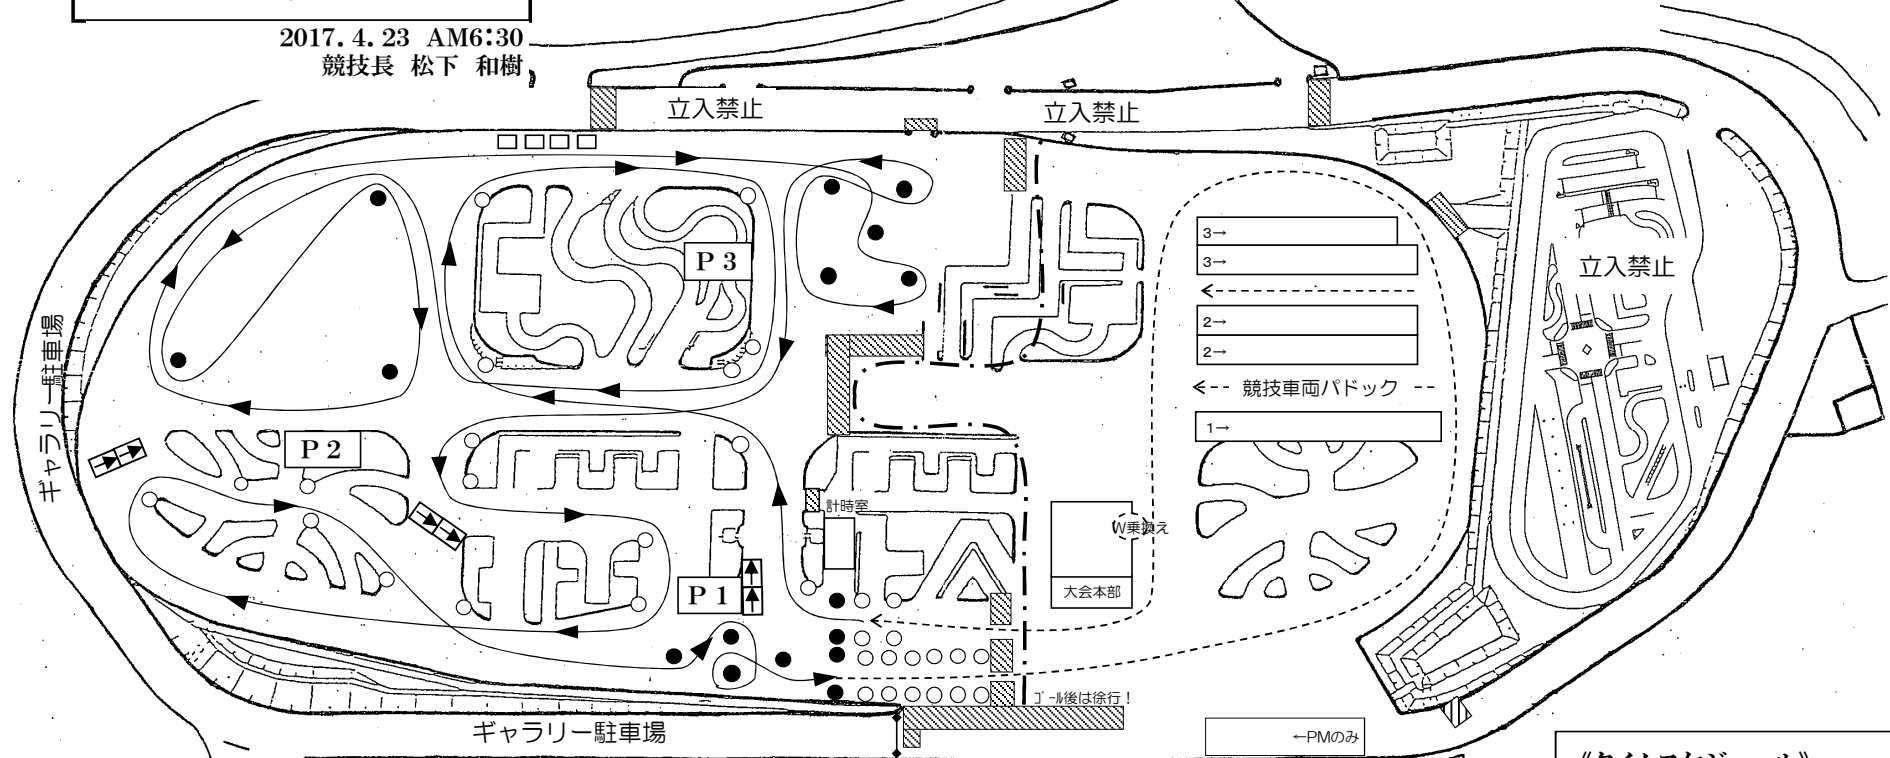 2017. 4. 23 AM6:30
競技長 松下 和樹
立入禁止
立入禁止
立入禁止
P 3
3→
3→
2→
2→
競技車両パドック
1→
ギャラリー駐車場
P 2
計時室
W乗換え
P 1
大会本部
ｺﾞｰﾙ後は徐行！
ギャラリー駐車場
←PMのみ